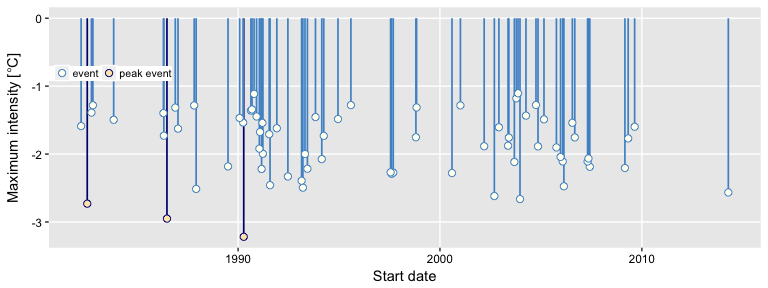 Maximum intensity [°C]
0
-1
-2
-3
event peak event
1990 2000 2010
Start date